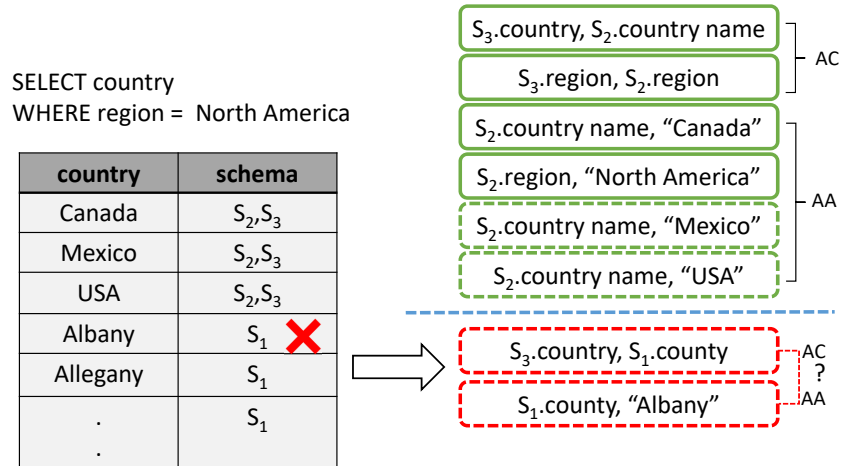 SELECT country
WHERE region = North America
country schema
Canada S₂,S₃
Mexico S₂,S₃
USA S₂,S₃
Albany S₁
Allegany S₁
. S₁
.
S₃.country, S₂.country name
S₃.region, S₂.region
AC
S₂.country name, “Canada”
S₂.region, “North America”
S₂.country name, “Mexico”
S₂.country name, “USA”
AA
S₃.country, S₁.county
S₁.county, “Albany”
AC
?
AA